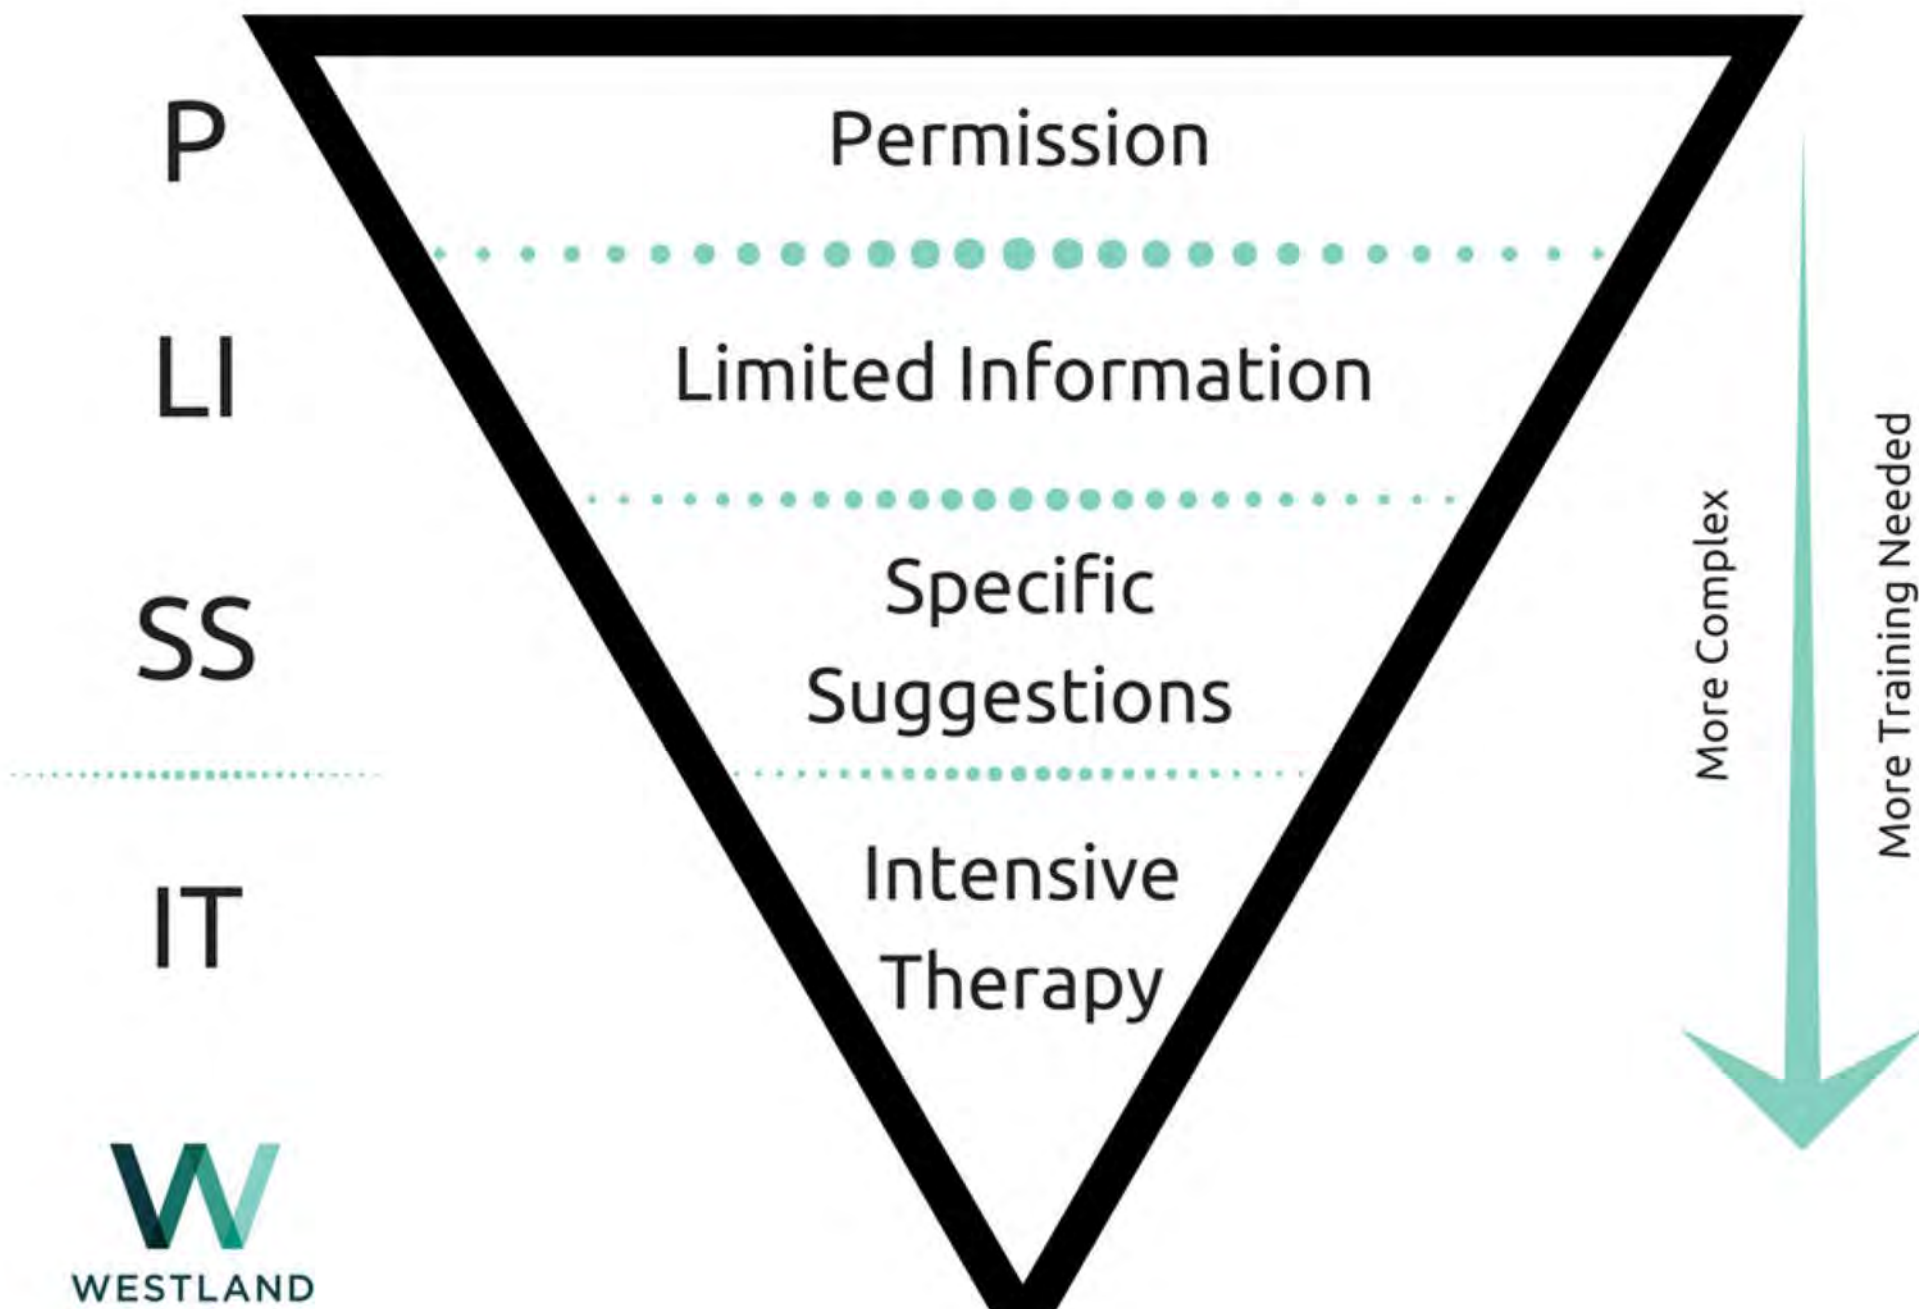 P
Permission
LI
Limited Information
SS
Specific
Suggestions
IT
Intensive
Therapy
More Complex
More Training Needed
W
WESTLAND